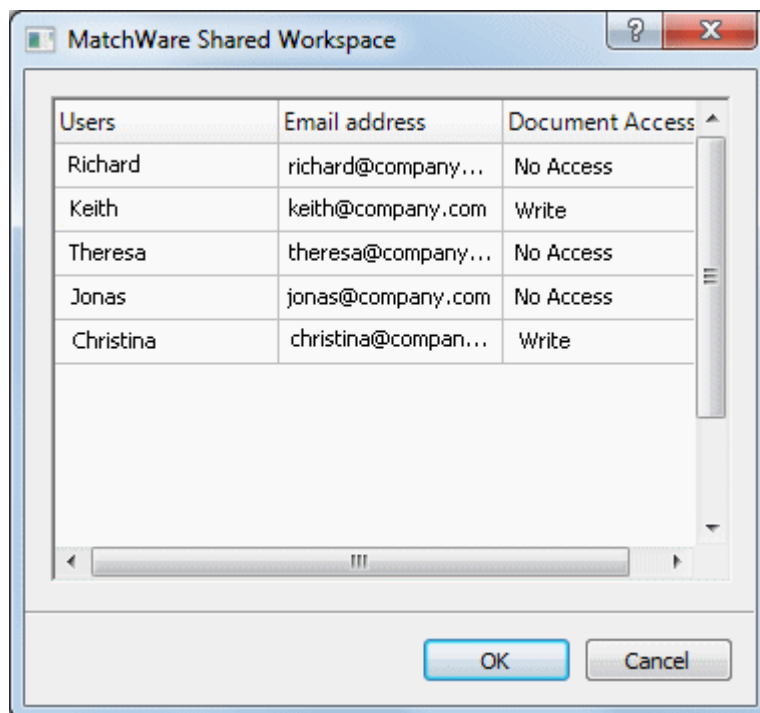 MatchWare Shared Workspace
Users Email address Document Access
Richard richard@company... No Access
Keith keith@company.com Write
Theresa theresa@company... No Access
Jonas jonas@company.com No Access
Christina christina@compan... Write
OK Cancel